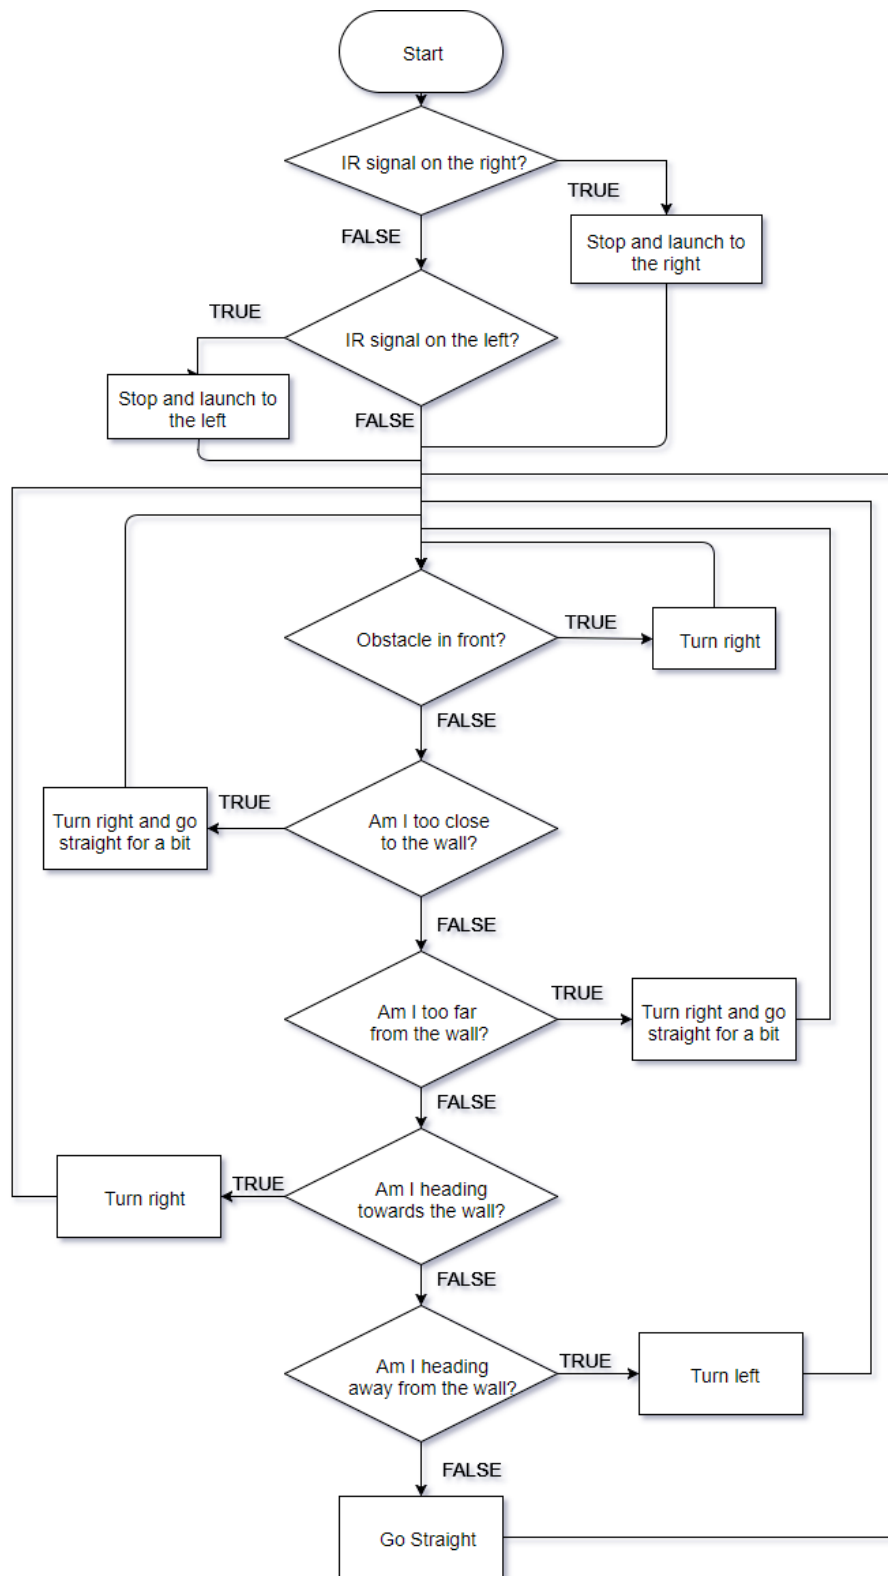 Start
IR signal on the right?
TRUE
FALSE
Stop and launch to
the right
TRUE
IR signal on the left?
Stop and launch to
the left
FALSE
Obstacle in front?
TRUE
Turn right
FALSE
Turn right and go
straight for a bit
TRUE
Am I too close
to the wall?
FALSE
Am I too far
from the wall?
TRUE
Turn right and go
straight for a bit
FALSE
Turn right
TRUE
Am I heading
towards the wall?
FALSE
Am I heading
away from the wall?
TRUE
Turn left
FALSE
Go Straight